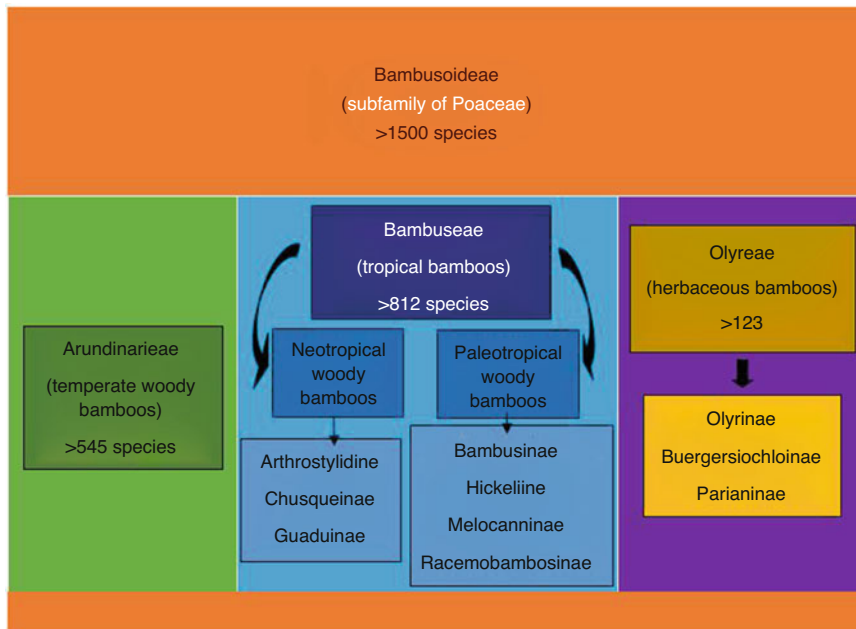 Bambusoideae
(subfamily of Poaceae)
>1500 species
Arundinarieae
(temperate woody
bamboos)
>545 species
Bambuseae
(tropical bamboos)
>812 species
Neotropical
woody
bamboos
Arthrostylidine
Chusqueinae
Guaduinae
Paleotropical
woody
bamboos
Bambusinae
Hickeliine
Melocanninae
Racemobambosinae
Olyreae
(herbaceous bamboos)
>123
Olyrinae
Buergersiochloinae
Parianinae